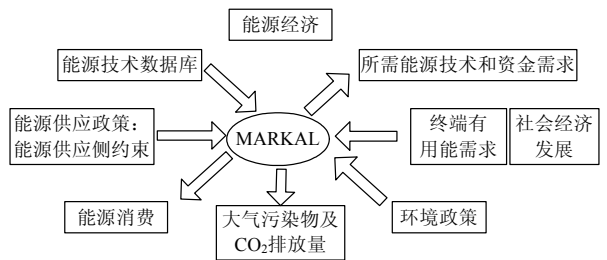 能源经济
能源技术数据库
所需能源技术和资金需求
能源供应政策：
能源供应侧约束
MARKAL
终端有
用能需求
社会经济
发展
能源消费
大气污染物及
CO₂排放量
环境政策